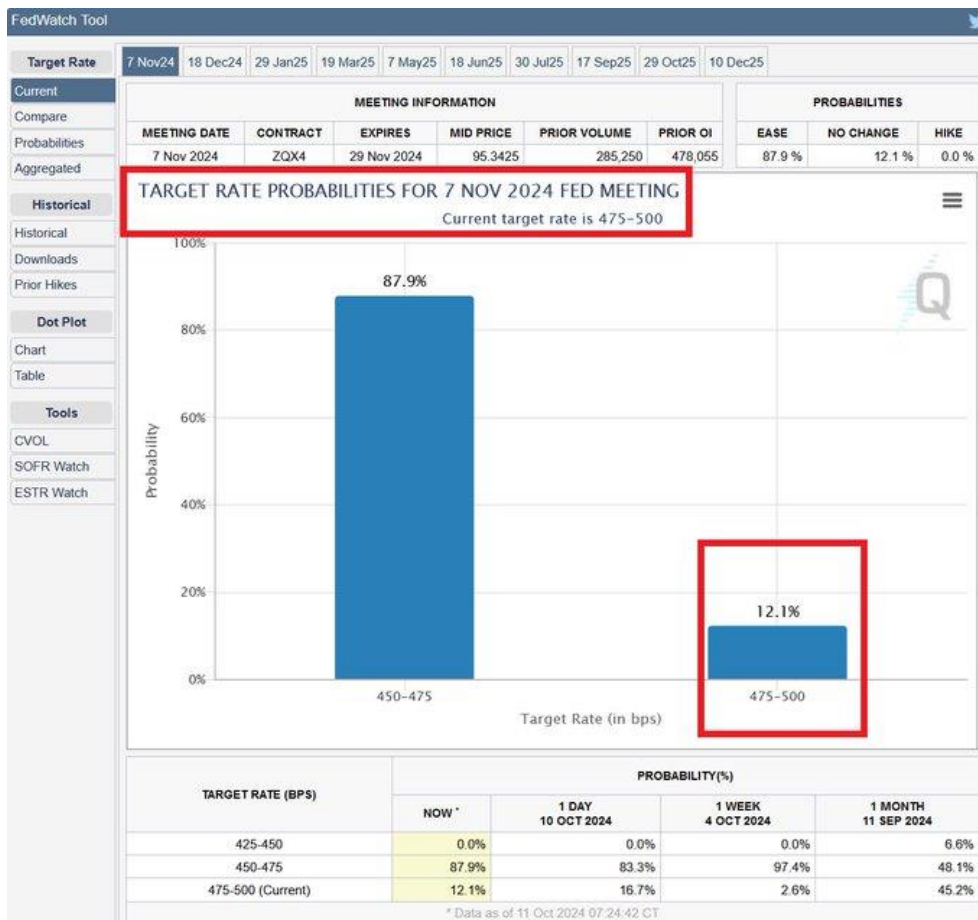 FedWatch Tool
Target Rate
Current
Compare
Probabilities
Aggregated
Historical
Historical
Downloads
Prior Hikes
Dot Plot
Chart
Table
Tools
CVOL
SOFR Watch
ESTR Watch
7 Nov24 18 Dec24 29 Jan25 19 Mar25 7 May25 18 Jun25 30 Jul25 17 Sep25 29 Oct25 10 Dec25
MEETING INFORMATION
MEETING DATE CONTRACT EXPIRES MID PRICE PRIOR VOLUME PRIOR OI
7 Nov 2024 ZQX4 29 Nov 2024 95.3425 285,250 478,055
PROBABILITIES
EASE NO CHANGE HIKE
87.9 % 12.1 % 0.0 %
TARGET RATE PROBABILITIES FOR 7 NOV 2024 FED MEETING
Current target rate is 475-500
100%
80%
60%
40%
20%
0%
Probability
87.9%
12.1%
Q
450-475 475-500
Target Rate (in bps)
TARGET RATE (BPS) PROBABILITY(%)
NOW * 1 DAY 1 WEEK 1 MONTH
10 OCT 2024 4 OCT 2024 11 SEP 2024
425-450 0.0% 0.0% 0.0% 6.6%
450-475 87.9% 83.3% 97.4% 48.1%
475-500 (Current) 12.1% 16.7% 2.6% 45.2%
* Data as of 11 Oct 2024 07:24:42 CT